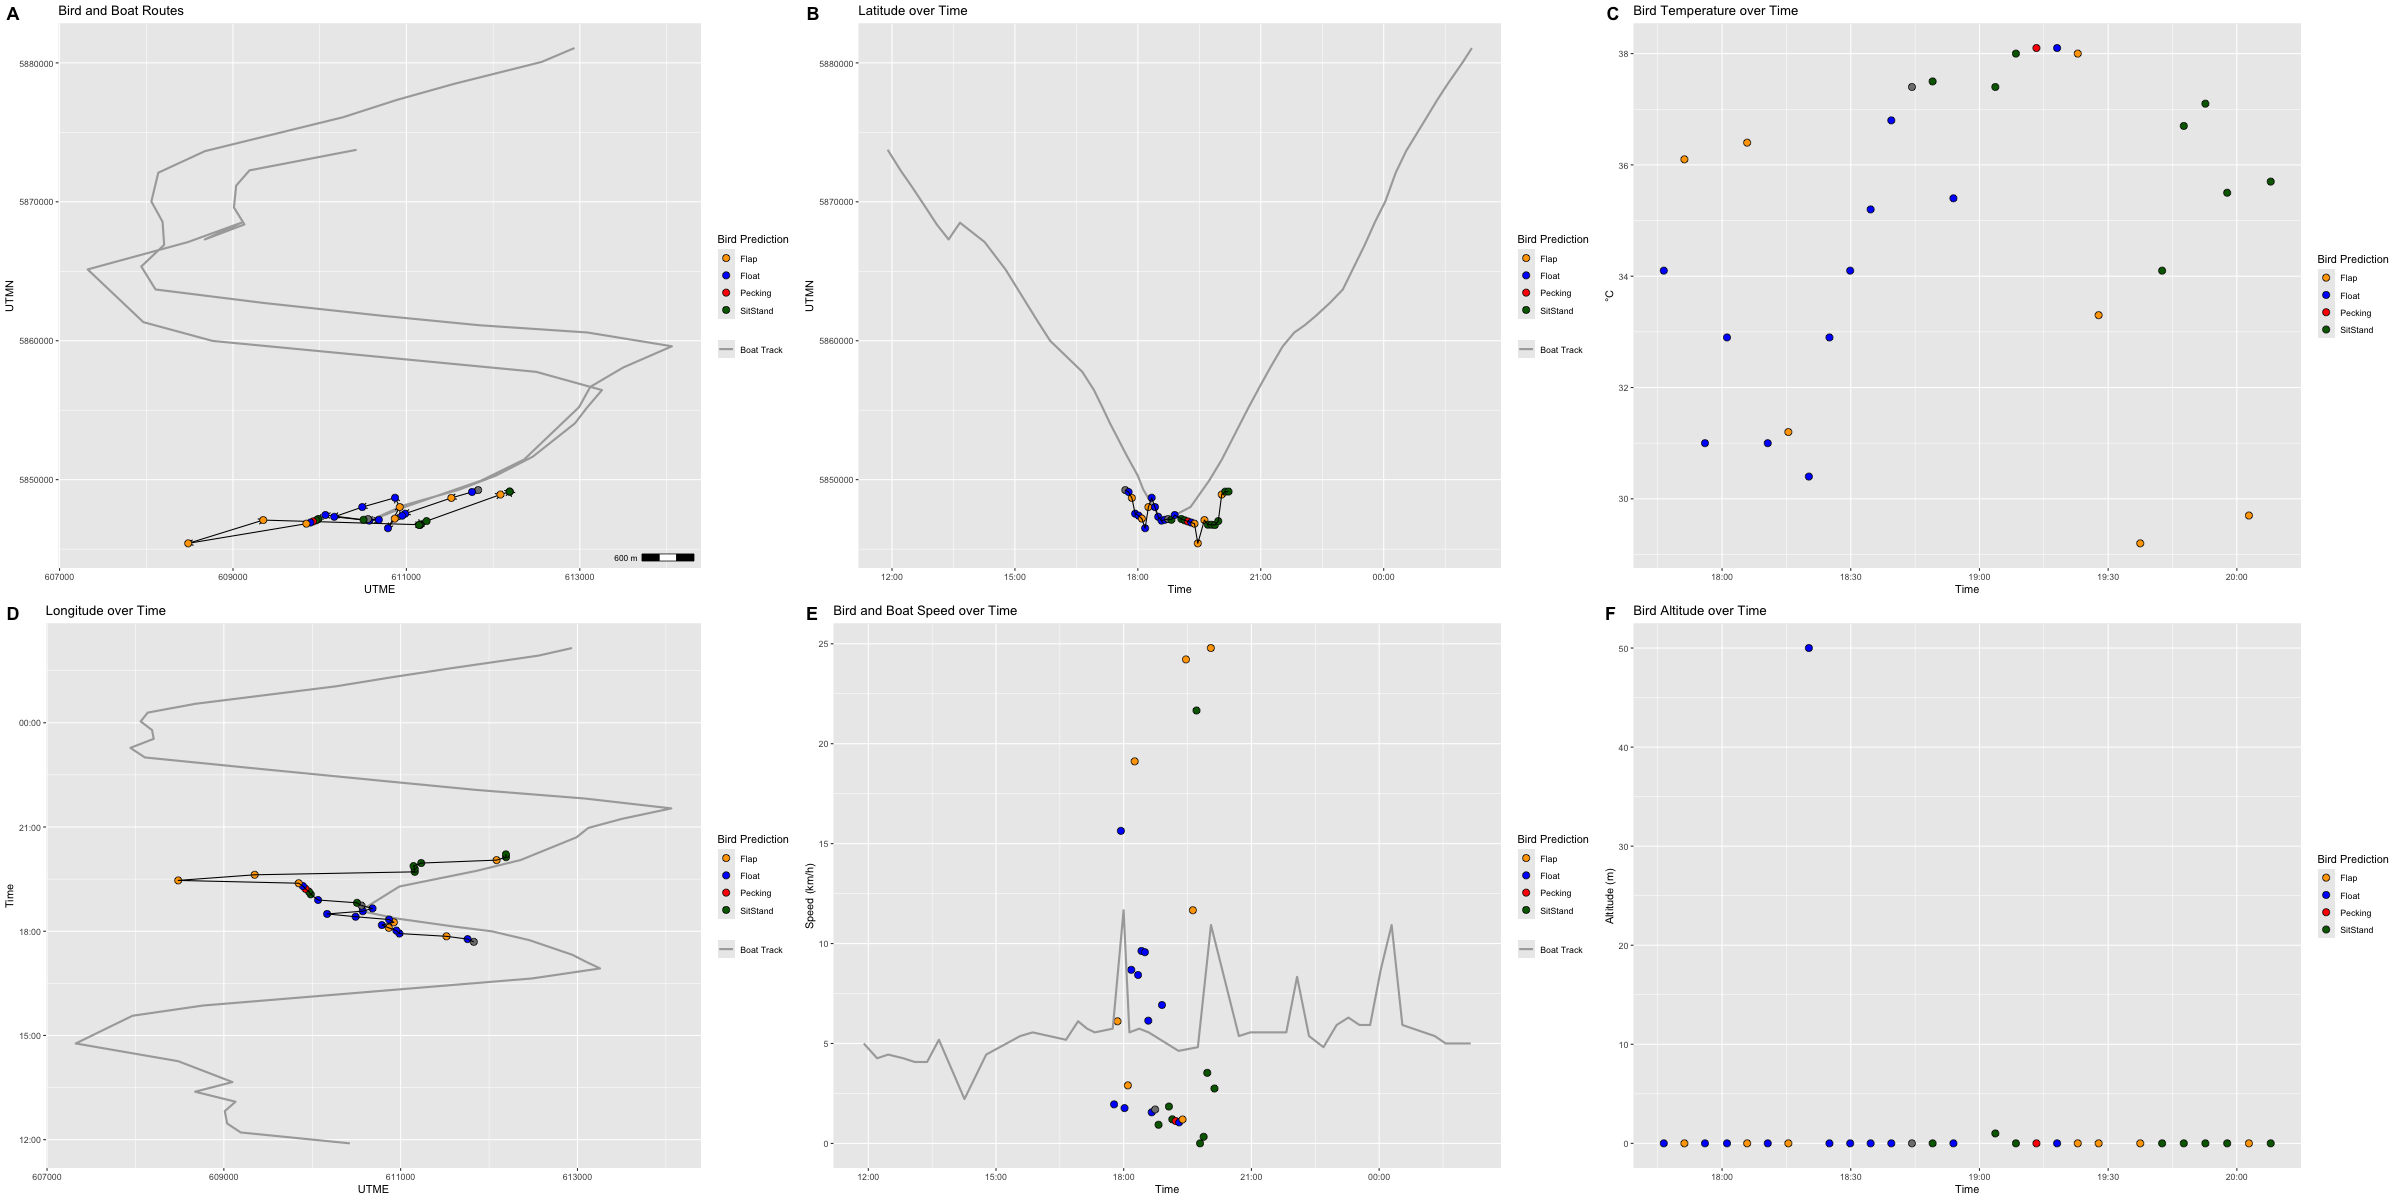 A Bird and Boat Routes
5880000
5870000
5860000
5850000
UTMN
607000 609000 611000 613000
UTME
600 m
Bird Prediction
Flap
Float
Pecking
SitStand
Boat Track
B Latitude over Time
5880000
5870000
5860000
5850000
UTMN
12:00 15:00 18:00 21:00 00:00
Time
Bird Prediction
Flap
Float
Pecking
SitStand
Boat Track
C Bird Temperature over Time
38
36
34
32
30
°C
18:00 18:30 19:00 19:30 20:00
Time
Bird Prediction
Flap
Float
Pecking
SitStand
D Longitude over Time
00:00
21:00
18:00
15:00
12:00
Time
607000 609000 611000 613000
UTME
Bird Prediction
Flap
Float
Pecking
SitStand
Boat Track
E Bird and Boat Speed over Time
25
20
15
10
5
0
Speed (km/h)
12:00 15:00 18:00 21:00 00:00
Time
Bird Prediction
Flap
Float
Pecking
SitStand
Boat Track
F Bird Altitude over Time
50
40
30
20
10
0
Altitude (m)
18:00 18:30 19:00 19:30 20:00
Time
Bird Prediction
Flap
Float
Pecking
SitStand